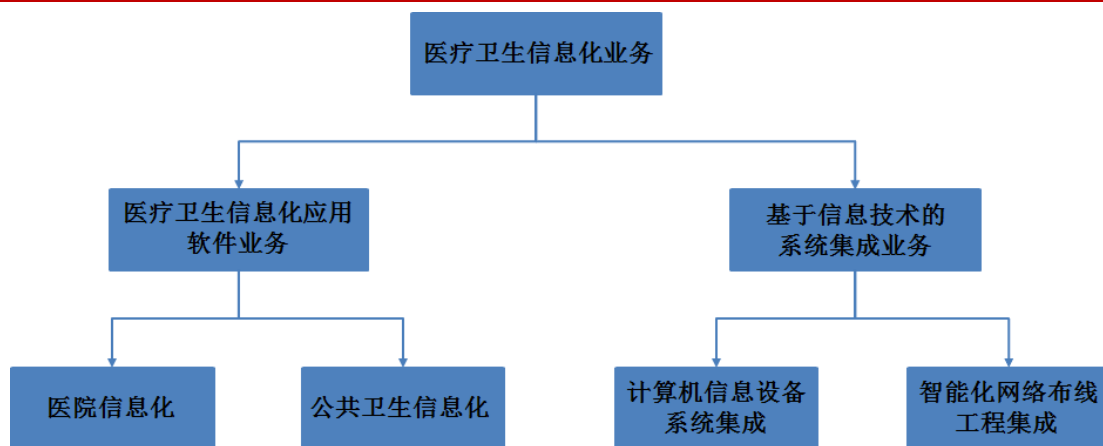 医疗卫生信息化业务
医疗卫生信息化应用
软件业务
基于信息技术的
系统集成业务
医院信息化
公共卫生信息化
计算机信息设备
系统集成
智能化网络布线
工程集成